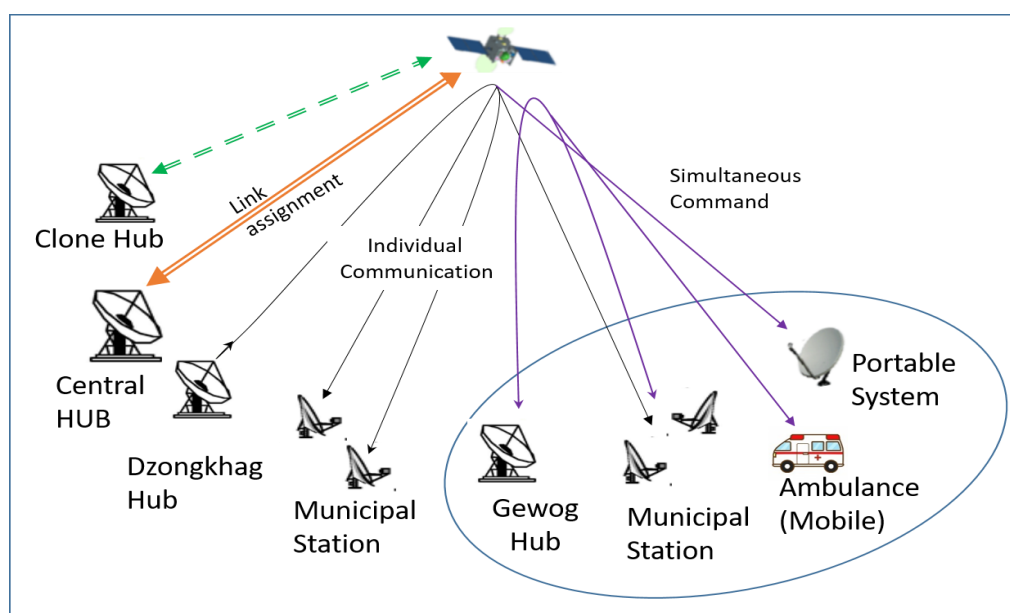 Simultaneous
Command
Link
assignment
Individual
Communication
Clone Hub
Central
HUB
Dzongkhag
Hub
Municipal
Station
Gewog
Hub
Municipal
Station
Ambulance
(Mobile)
Portable
System